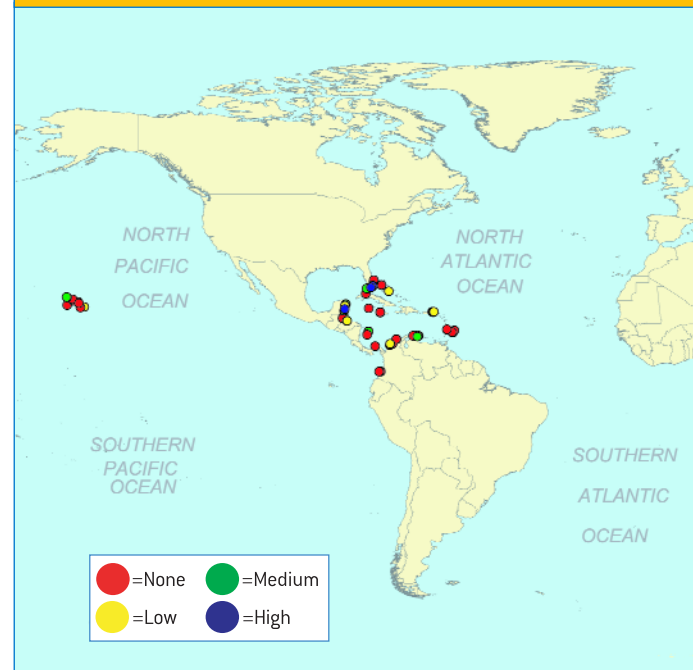 NORTH
PACIFIC
OCEAN
NORTH
ATLANTIC
OCEAN
SOUTHERN
PACIFIC
OCEAN
SOUTHERN
ATLANTIC
OCEAN
=None
=Medium
=Low
=High